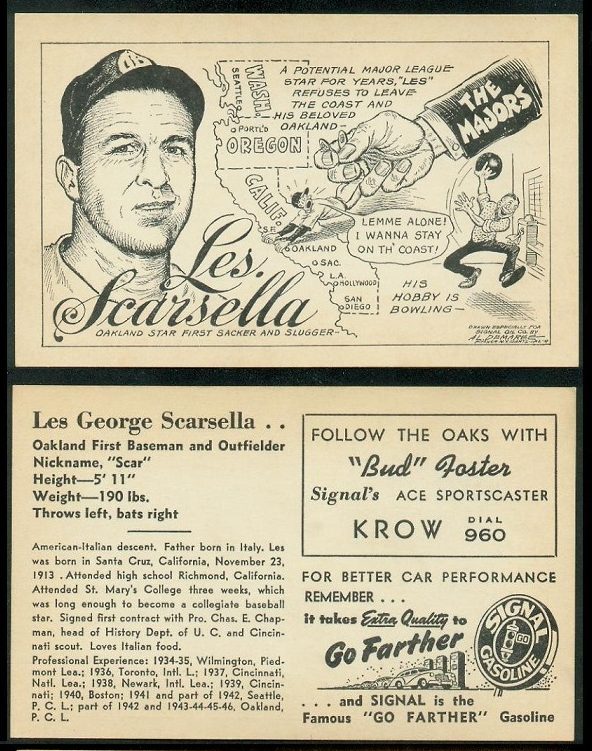 A POTENTIAL MAJOR LEAGUE
STAR FOR YEARS, "LES"
REFUSES TO LEAVE
THE COAST AND
HIS BELOVED
OAKLAND—
THE
MAJORS
WASH.
SEATTLE
PORTL'D
OREGON
CALIF.
S.F.
OAKLAND
SAC.
L.A.
HOLLYWOOD
SAN
DIEGO
LEMME ALONE!
I WANNA STAY
ON TH' COAST!
HIS
HOBBY IS
BOWLING—
Les.
Scarsella
OAKLAND STAR FIRST SACKER AND SLUGGER-
DRAWN ESPECIALLY FOR
SIGNAL OIL CO. BY
AL DEMAREE
Les George Scarsella . .
Oakland First Baseman and Outfielder
Nickname, "Scar"
Height—5' 11"
Weight—190 lbs.
Throws left, bats right
American-Italian descent. Father born in Italy. Les
was born in Santa Cruz, California, November 23,
1913 . Attended high school Richmond, California.
Attended St. Mary's College three weeks, which
was long enough to become a collegiate baseball
star. Signed first contract with Pro. Chas. E. Chap-
man, head of History Dept. of U. C. and Cincin-
nati scout. Loves Italian food.
Professional Experience: 1934-35, Wilmington, Pied-
mont Lea.; 1936, Toronto, Intl. L.; 1937, Cincinnati,
Natl. Lea.; 1938, Newark, Intl. Lea.; 1939, Cincin-
nati; 1940, Boston; 1941 and part of 1942, Seattle,
P. C. L.; part of 1942 and 1943-44-45-46, Oakland,
P. C. L.
FOLLOW THE OAKS WITH
"Bud" Foster
Signal's ACE SPORTSCASTER
KROW DIAL 960
FOR BETTER CAR PERFORMANCE
REMEMBER . . .
it takes Extra Quality to
Go Farther
SIGNAL
GO
GASOLINE
. . . and SIGNAL is the
Famous "GO FARTHER" Gasoline